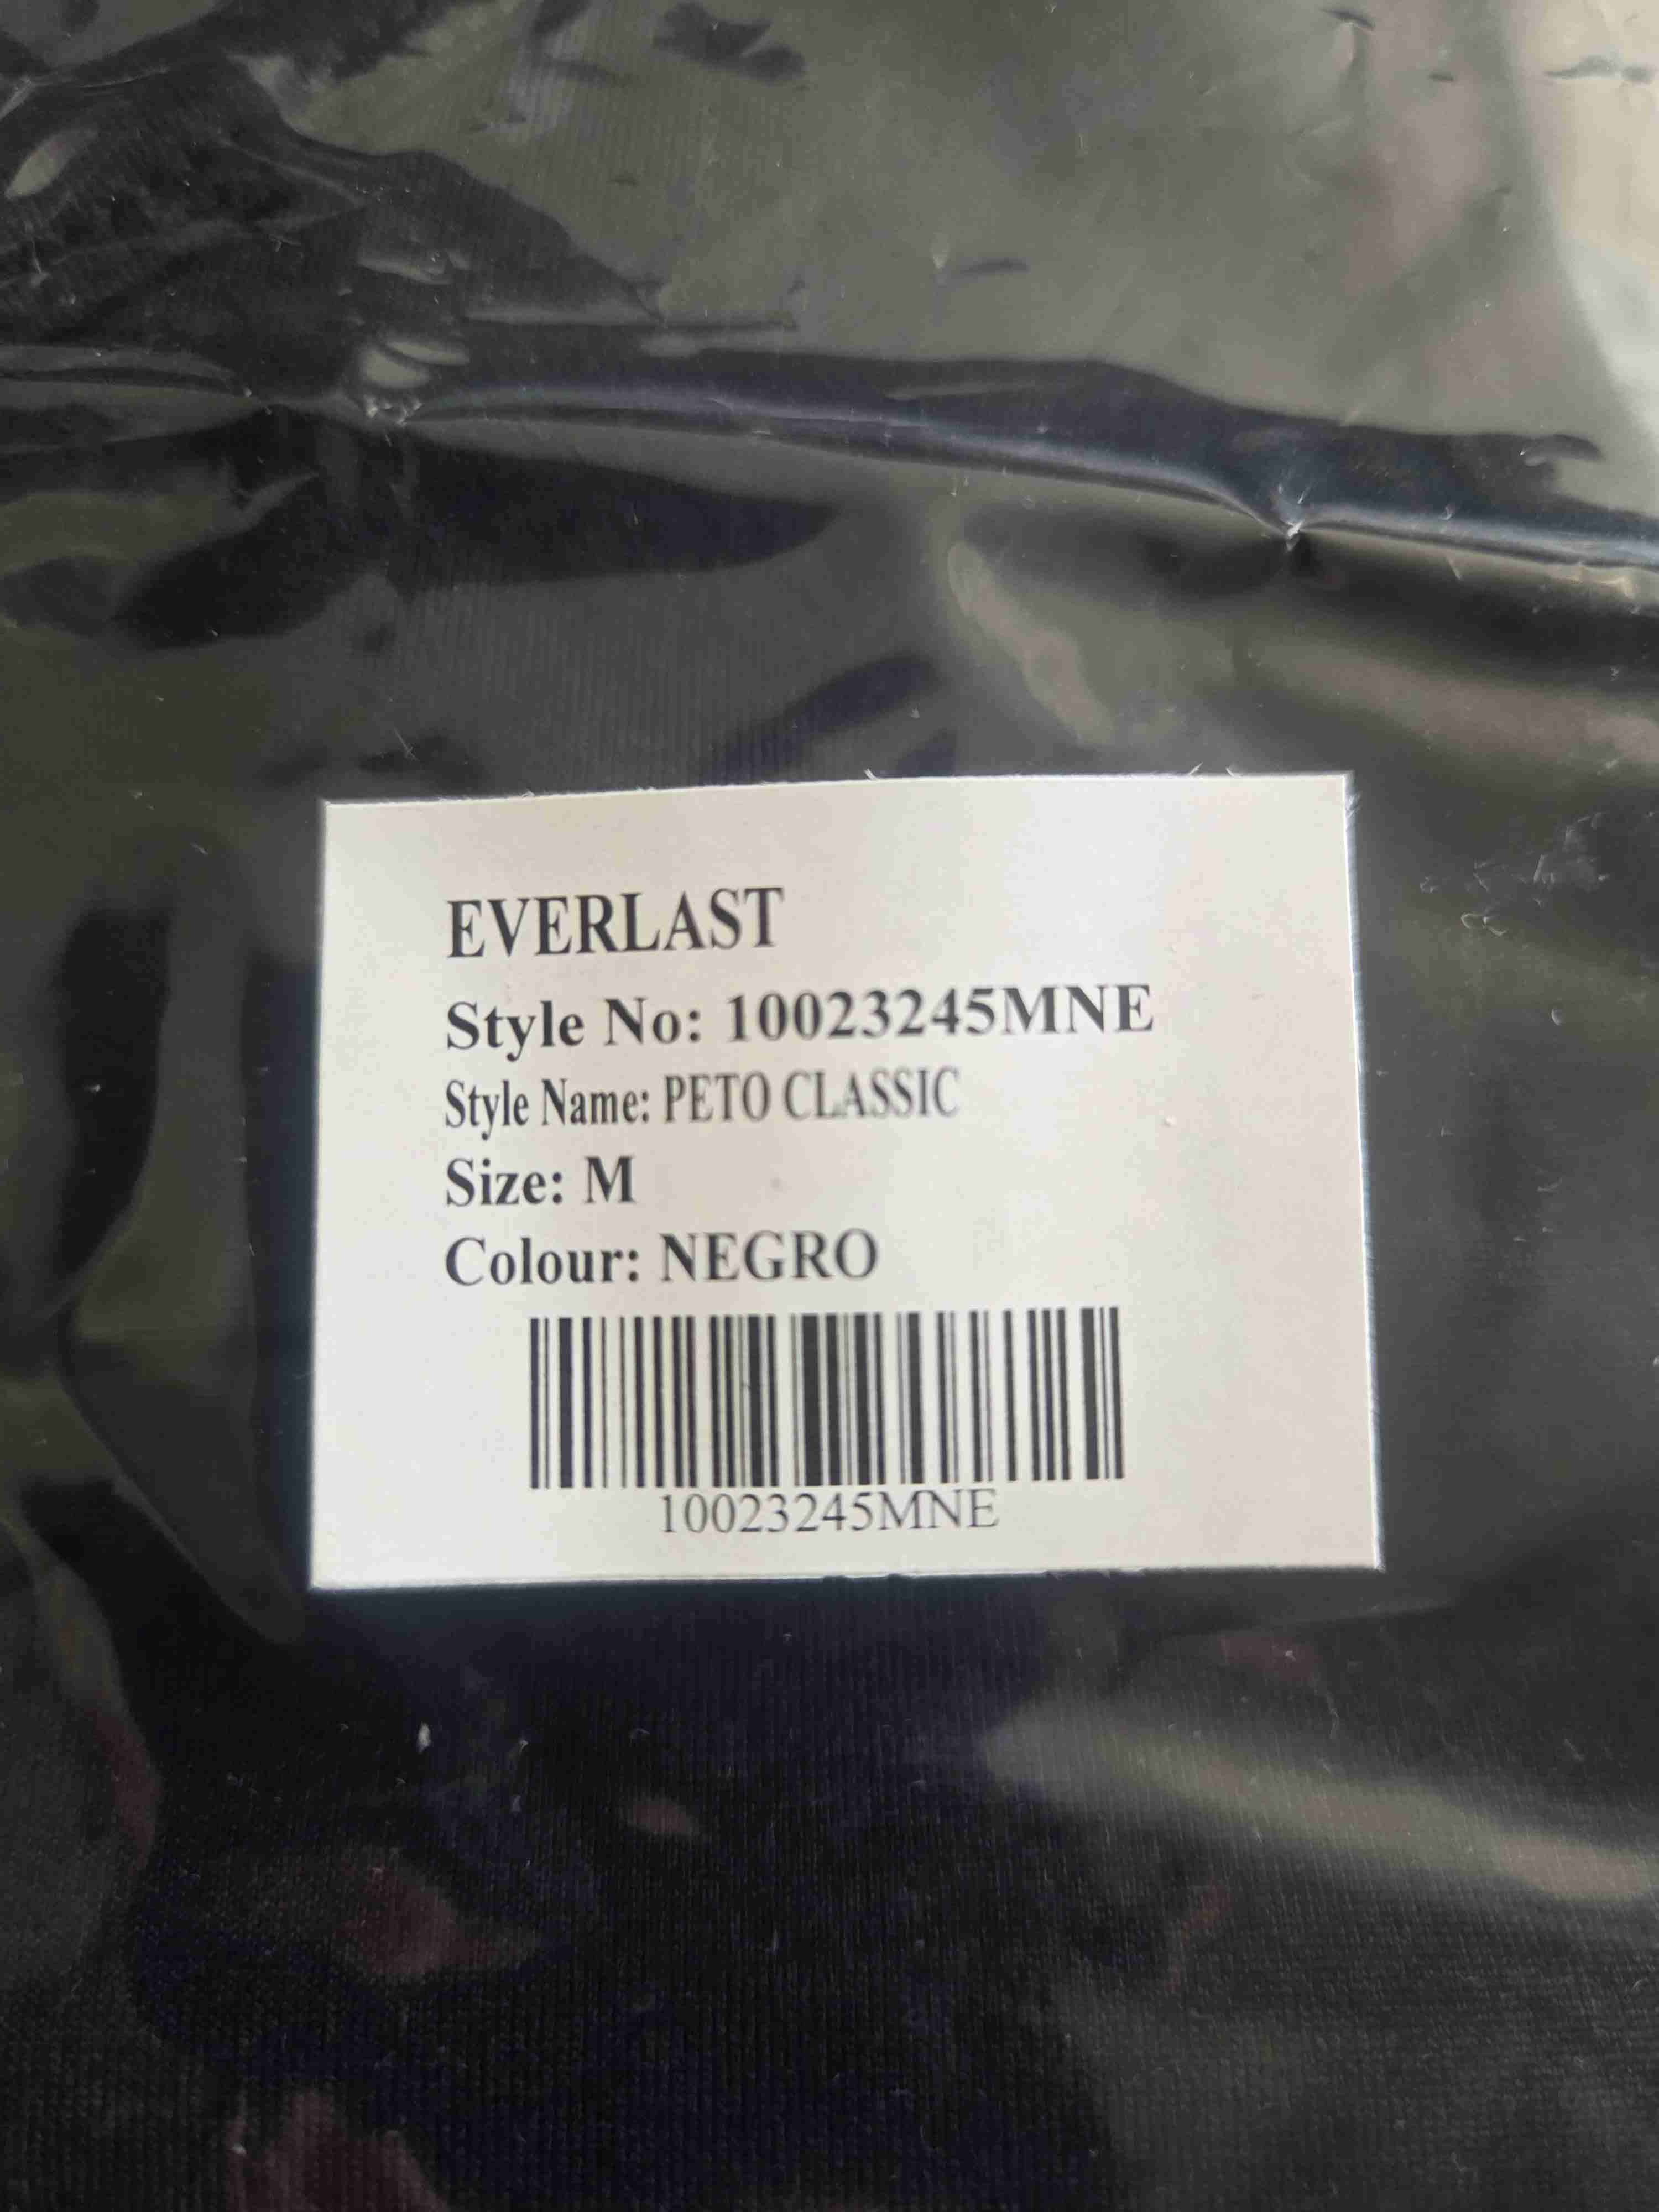 EVERLAST
Style No: 10023245MNE
Style Name: PETO CLASSIC
Size: M
Colour: NEGRO
10023245MNE